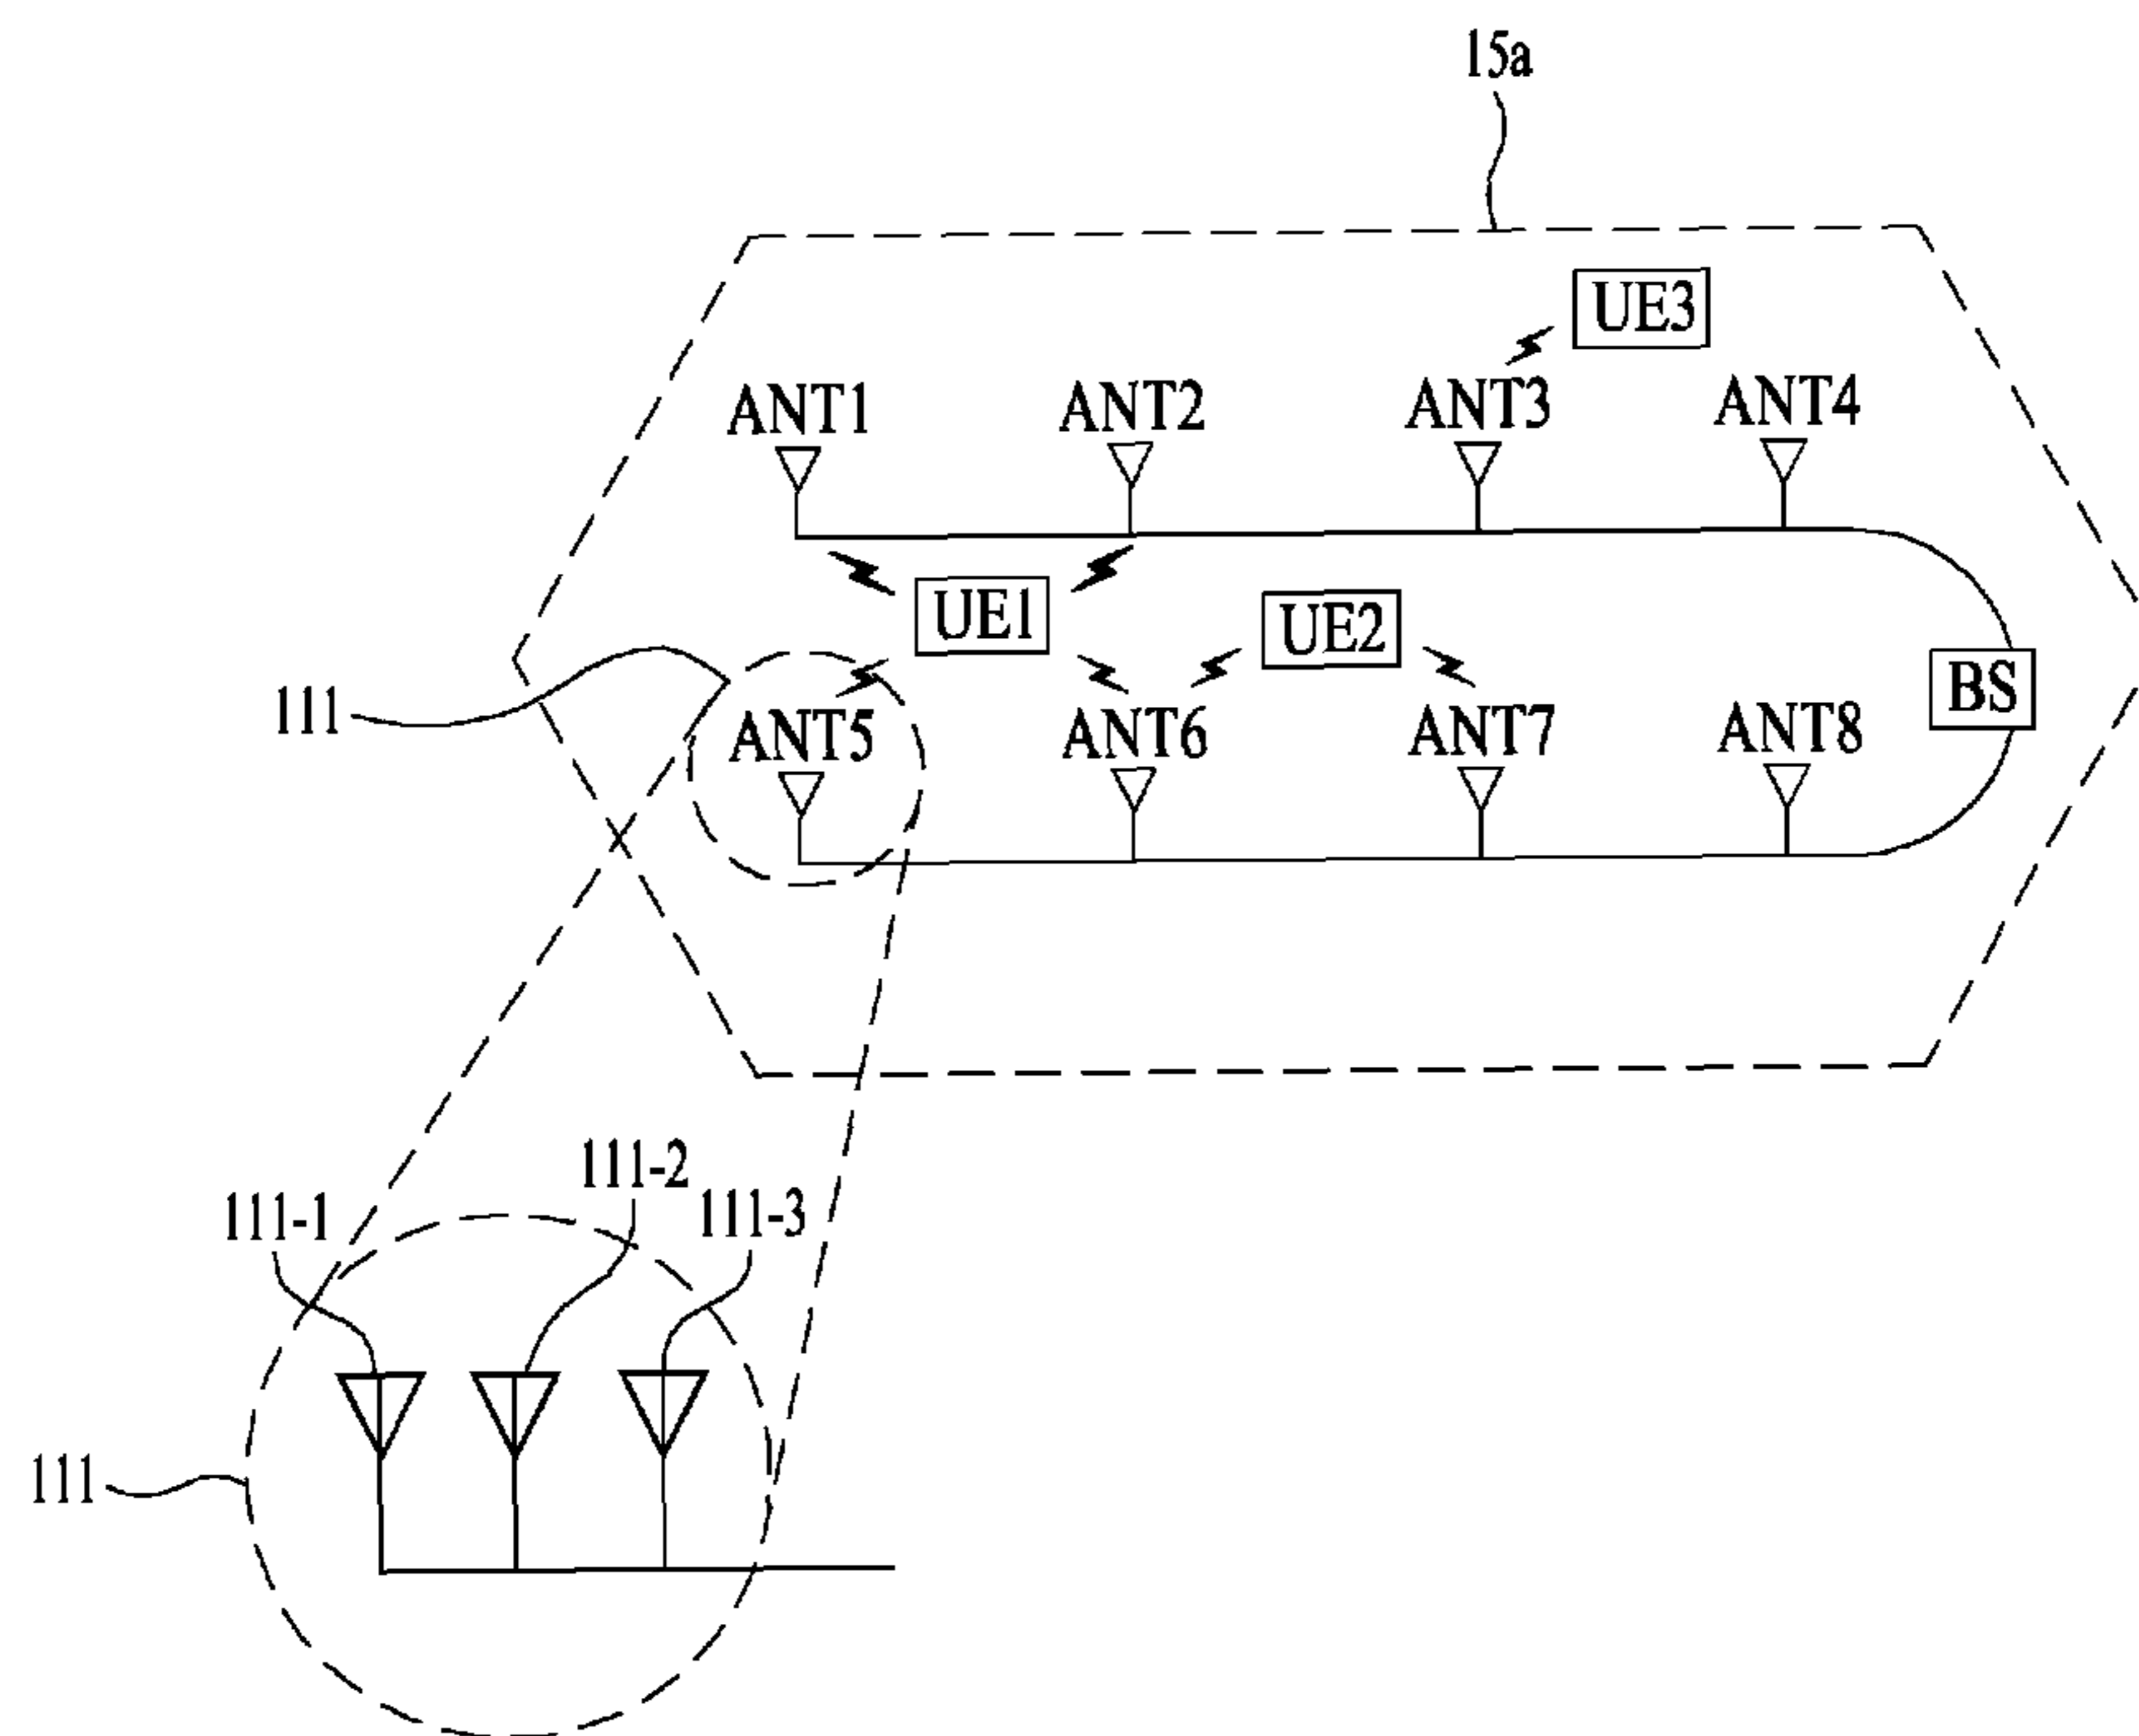 15a
UE3
ANT1 ANT2 ANT3 ANT4
UE1 UE2
BS
111
ANT5 ANT6 ANT7 ANT8
111-2
111-1 111-3
111